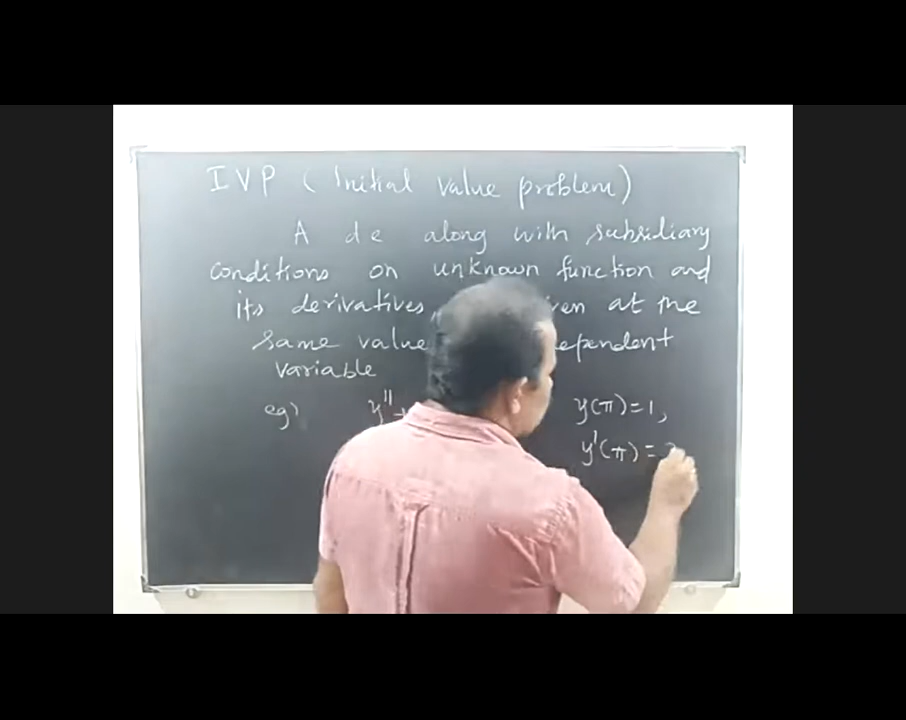 IVP (Initial value problem)
A de along with subsidiary
conditions on unknown function and
its derivatives, at the
same value
variable
eg) y'' + y(π)=1,
y'(π)=